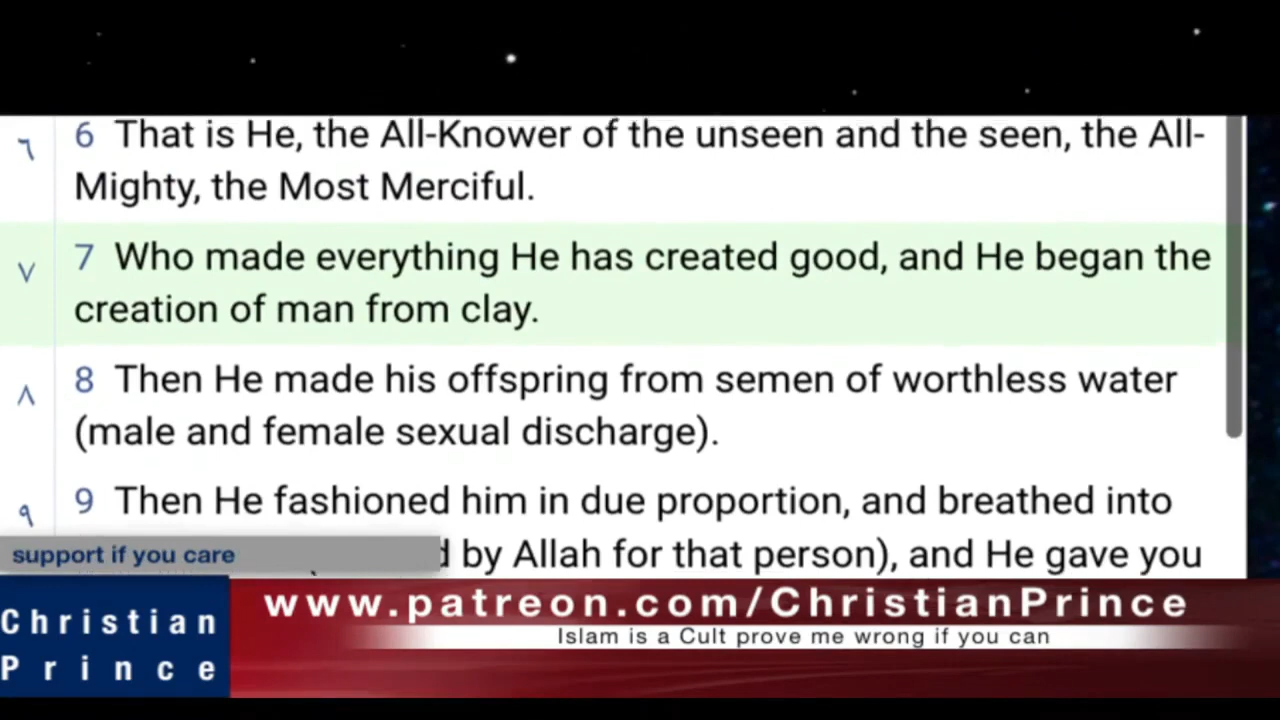 ٦
6 That is He, the All-Knower of the unseen and the seen, the All-
Mighty, the Most Merciful.
٧
7 Who made everything He has created good, and He began the
creation of man from clay.
٨
8 Then He made his offspring from semen of worthless water
(male and female sexual discharge).
٩
9 Then He fashioned him in due proportion, and breathed into
by Allah for that person), and He gave you
support if you care
Christian
Prince
www.patreon.com/ChristianPrince
Islam is a Cult prove me wrong if you can